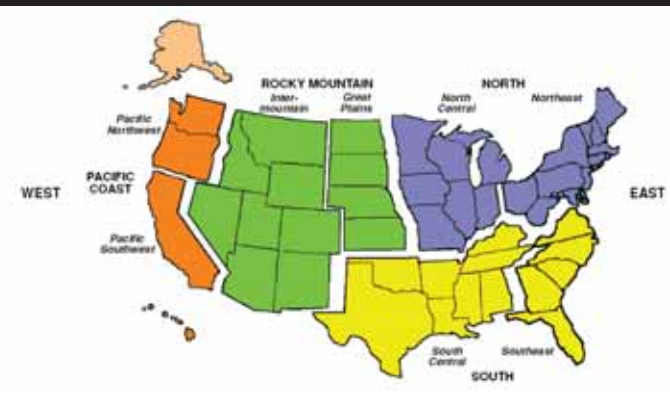 ROCKY MOUNTAIN
NORTH
Inter-
mountain
Great
Plains
North
Central
Northeast
Pacific
Northwest
PACIFIC
COAST
WEST
EAST
Pacific
Southwest
South
Central
Southeast
SOUTH